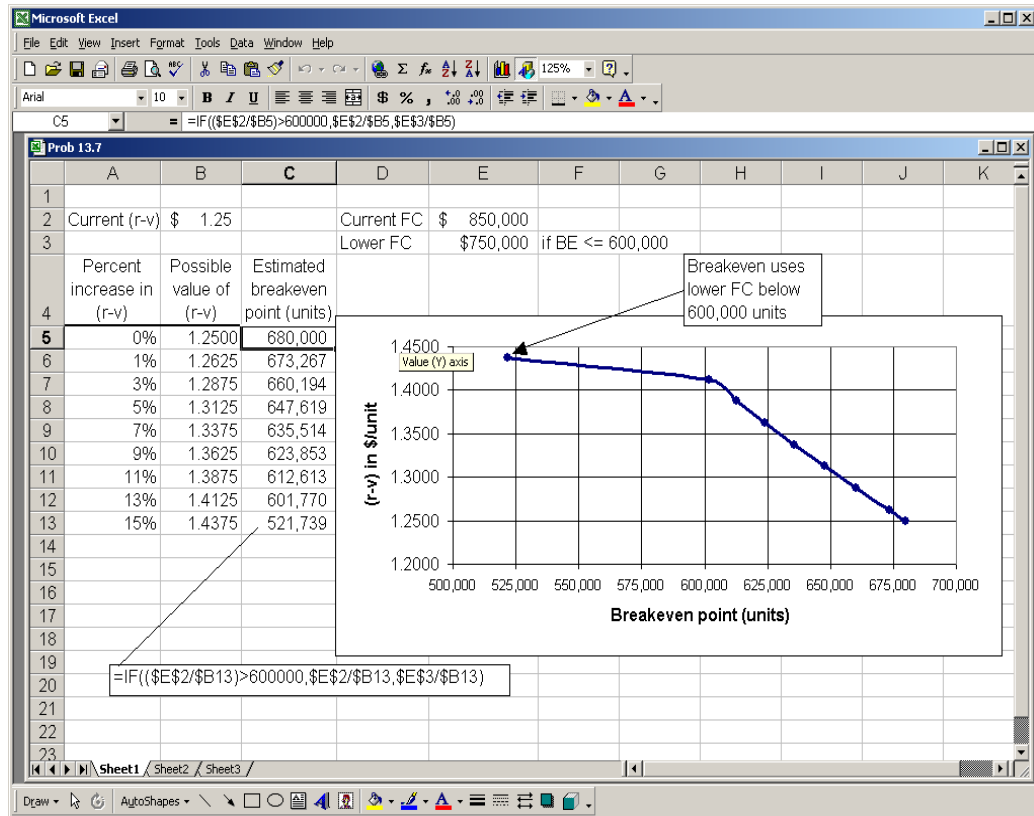 Microsoft Excel
File Edit View Insert Format Tools Data Window Help
125%
Arial 10 B I U $ % ,
C5 = =IF(($E$2/$B5)>600000,$E$2/$B5,$E$3/$B5)
Prob 13.7
A B C D E F G H I J K
1
2 Current (r-v) $ 1.25 Current FC $ 850,000
3 Lower FC $750,000 if BE <= 600,000
4 Percent increase in (r-v) Possible value of (r-v) Estimated breakeven point (units)
Breakeven uses
lower FC below
600,000 units
5 0% 1.2500 680,000
6 1% 1.2625 673,267
7 3% 1.2875 660,194
8 5% 1.3125 647,619
9 7% 1.3375 635,514
10 9% 1.3625 623,853
11 11% 1.3875 612,613
12 13% 1.4125 601,770
13 15% 1.4375 521,739
14
15
16
17
18
19
20
21
22
23
(r-v) in $/unit
1.4500
Value (Y) axis
1.4000
1.3500
1.3000
1.2500
1.2000
500,000 525,000 550,000 575,000 600,000 625,000 650,000 675,000 700,000
Breakeven point (units)
=IF(($E$2/$B13)>600000,$E$2/$B13,$E$3/$B13)
Sheet1 Sheet2 Sheet3
Draw AutoShapes